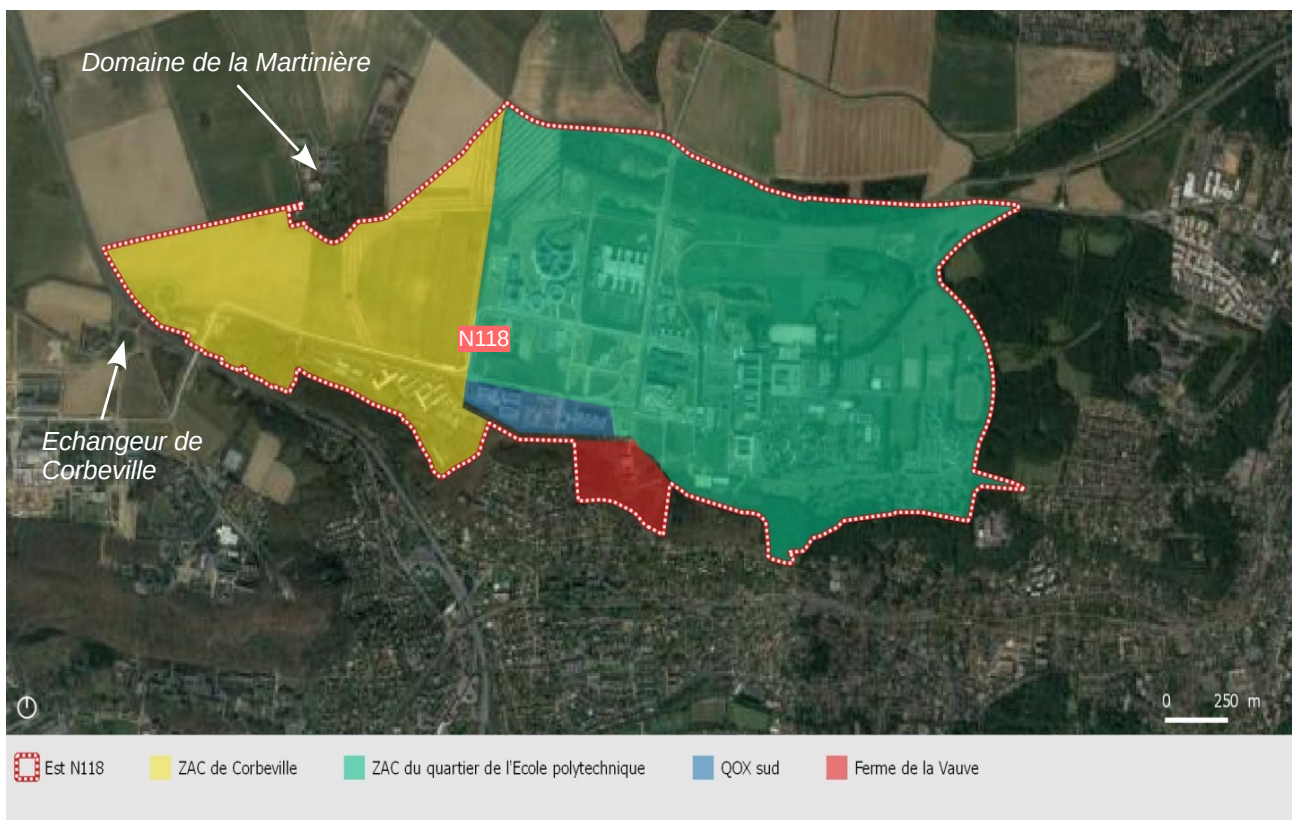 Domaine de la Martinière
N118
Echangeur de
Corbeville
0 250 m
Est N118
ZAC de Corbeville
ZAC du quartier de l'Ecole polytechnique
QOX sud
Ferme de la Vauve